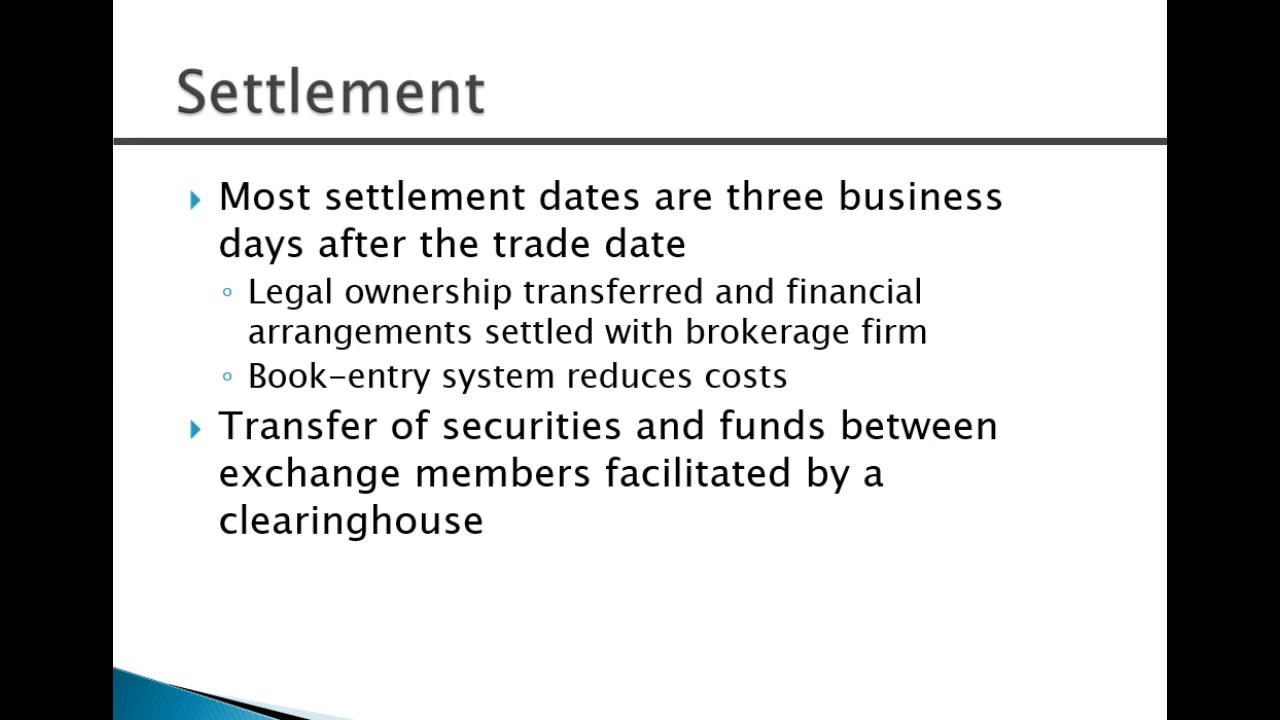 Settlement
Most settlement dates are three business
days after the trade date
Legal ownership transferred and financial
arrangements settled with brokerage firm
Book-entry system reduces costs
Transfer of securities and funds between
exchange members facilitated by a
clearinghouse